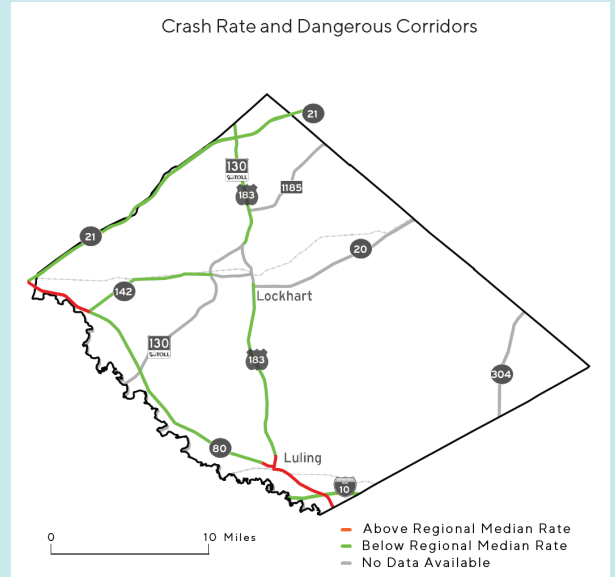 Crash Rate and Dangerous Corridors
21
130
TOLL
1185
183
21
20
142
Lockhart
130
TOLL
183
304
80
Luling
10
0 10 Miles
Above Regional Median Rate
Below Regional Median Rate
No Data Available